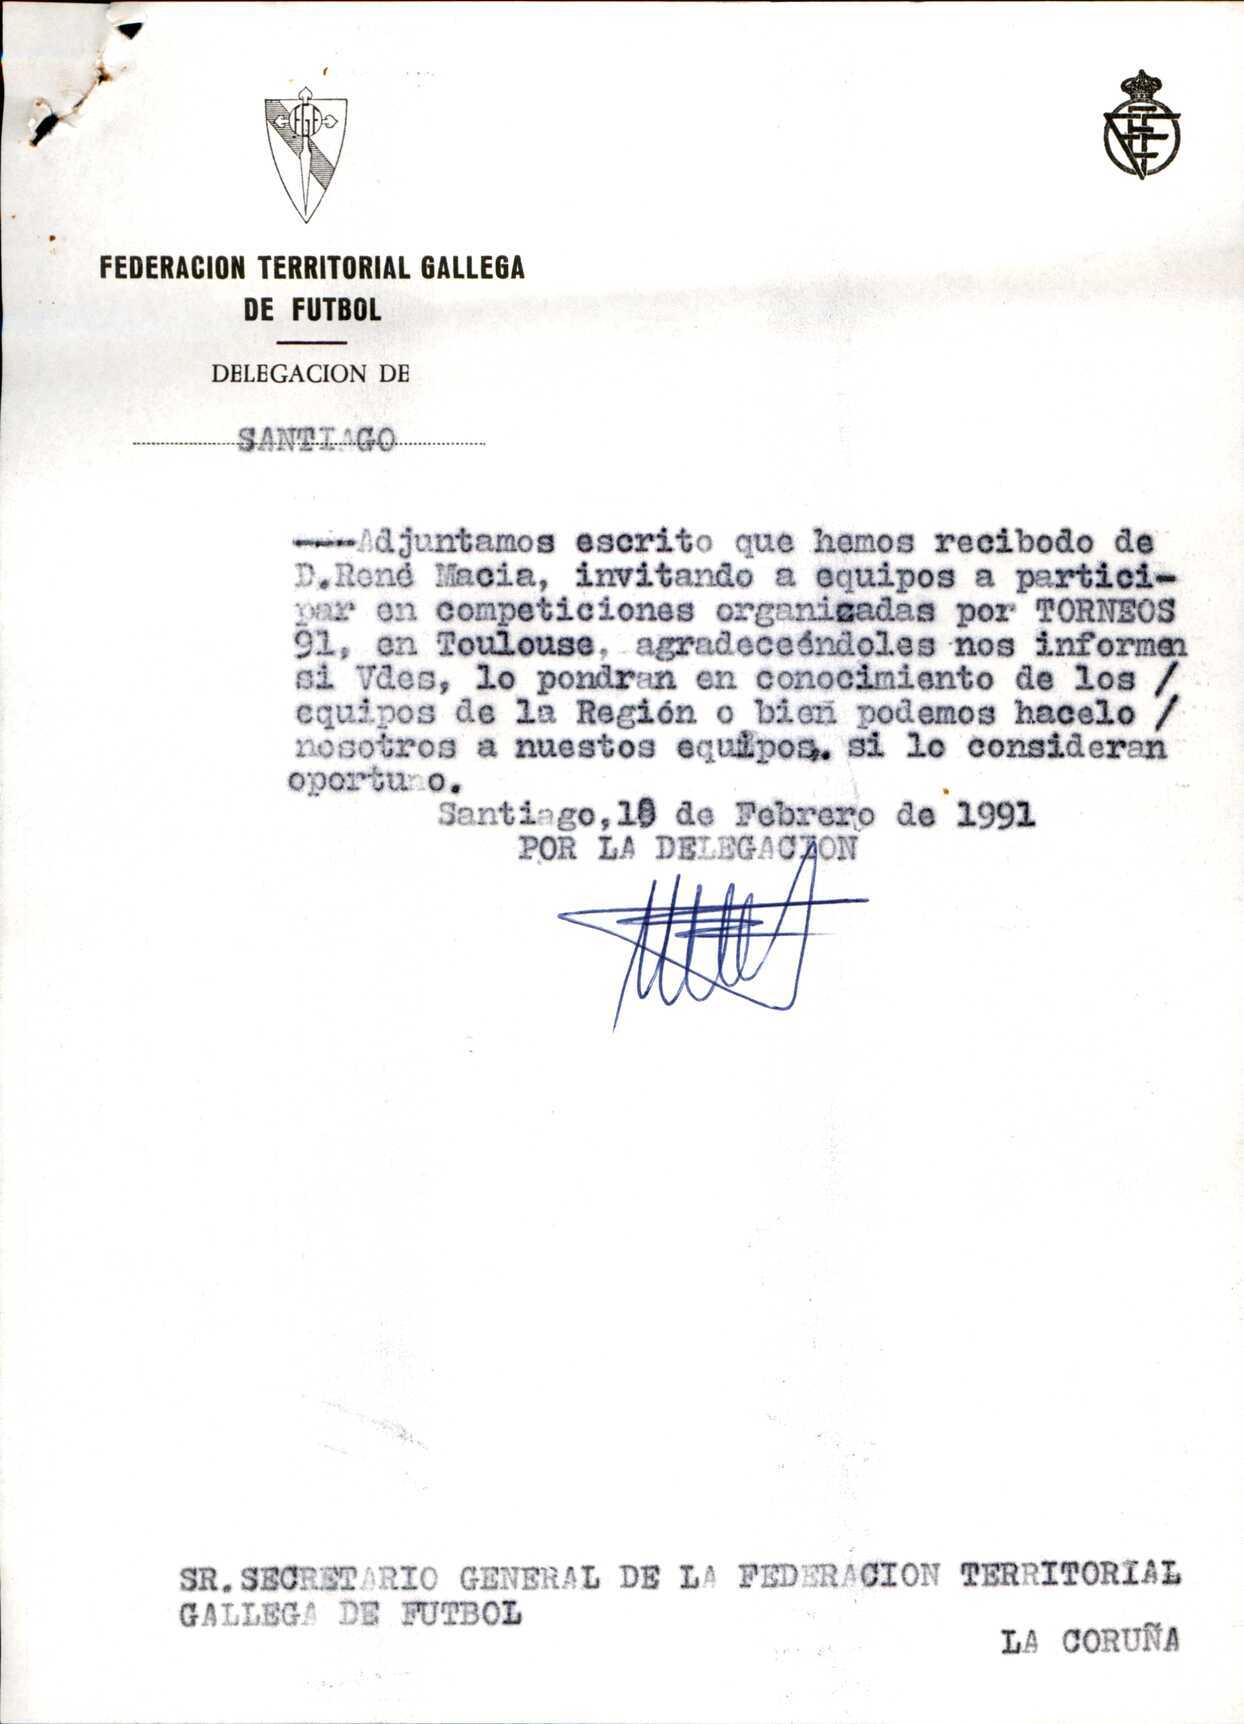 FGF
FEDERACION TERRITORIAL GALLEGA
DE FUTBOL
DELEGACION DE
SANTIAGO
----Adjuntamos escrito que hemos recibodo de
D.René Macia, invitando a equipos a partici-
par en competiciones organizadas por TORNEOS
91, en Toulouse, agradeceéndoles nos informen
si Vdes, lo pondran en conocimiento de los /
equipos de la Región o bien podemos hacelo /
nosotros a nuestos equipos. si lo consideran
oportuno.
Santiago, de Febrero de 1991
POR LA DELEGACION
SR.SECRETARIO GENERAL DE LA FEDERACION TERRITORIAL
GALLEGA DE FUTBOL
LA CORUÑA